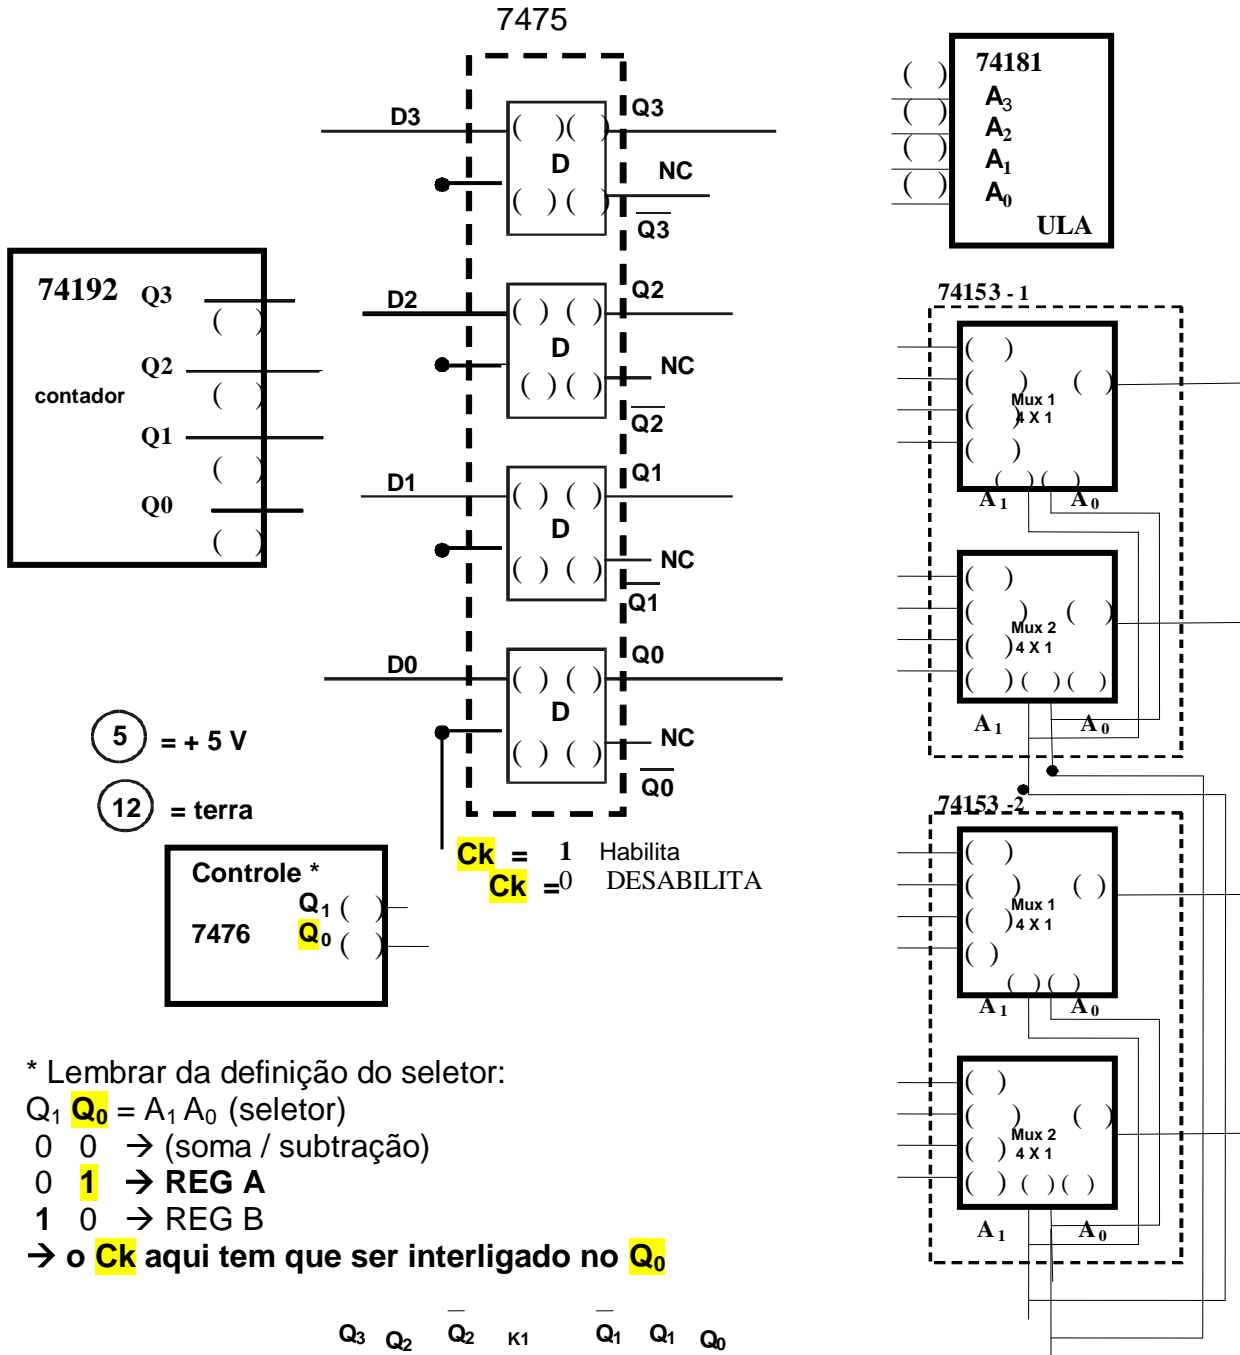 7475
74181
A3
A2
A1
A0
ULA
D3
( ) ( )
D
( ) ( )
Q3
NC
Q3
74192
contador
Q3
( )
Q2
( )
Q1
( )
Q0
( )
D2
( ) ( )
D
( ) ( )
Q2
NC
Q2
D1
( ) ( )
D
( ) ( )
Q1
NC
Q1
D0
( ) ( )
D
( ) ( )
Q0
NC
Q0
74153 - 1
Mux 1
4 X 1
A1 A0
Mux 2
4 X 1
A1 A0
74153 -2
Mux 1
4 X 1
A1 A0
Mux 2
4 X 1
A1 A0
5 = + 5 V
12 = terra
Ck = 1 Habilita
Ck =0 DESABILITA
Controle *
Q1 ( )
7476 Q0 ( )
* Lembrar da definição do seletor:
Q1 Q0 = A1 A0 (seletor)
0 0 → (soma / subtração)
0 1 → REG A
1 0 → REG B
→ o Ck aqui tem que ser interligado no Q0
Q3 Q2 Q̅2 K1 Q̅1 Q1 Q0